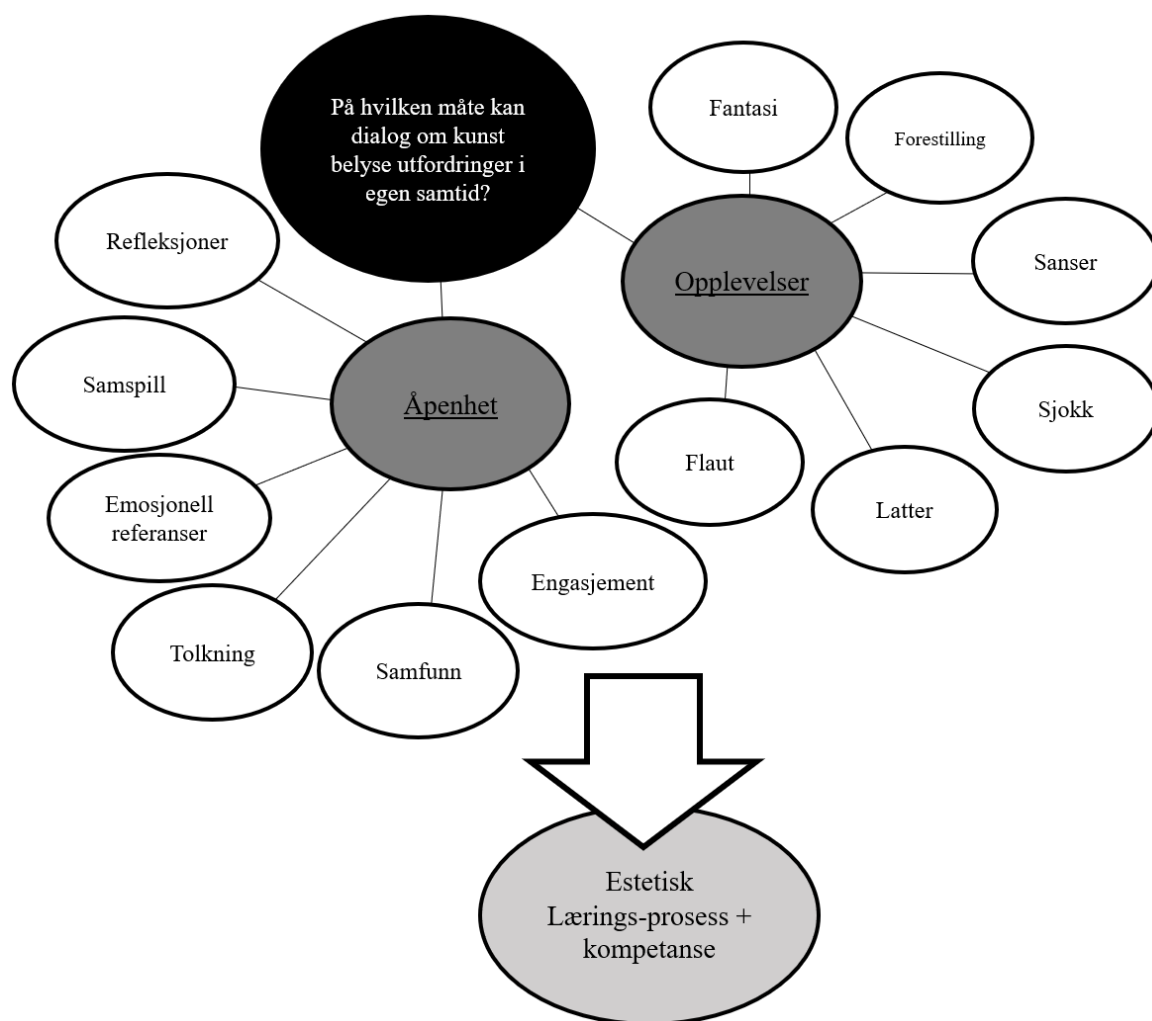 På hvilken måte kan
dialog om kunst
belyse utfordringer i
egen samtid?
Fantasi
Forestilling
Refleksjoner
Opplevelser
Sanser
Samspill
Åpenhet
Sjokk
Flaut
Latter
Emosjonell
referanser
Engasjement
Tolkning
Samfunn
Estetisk
Lærings-prosess +
kompetanse